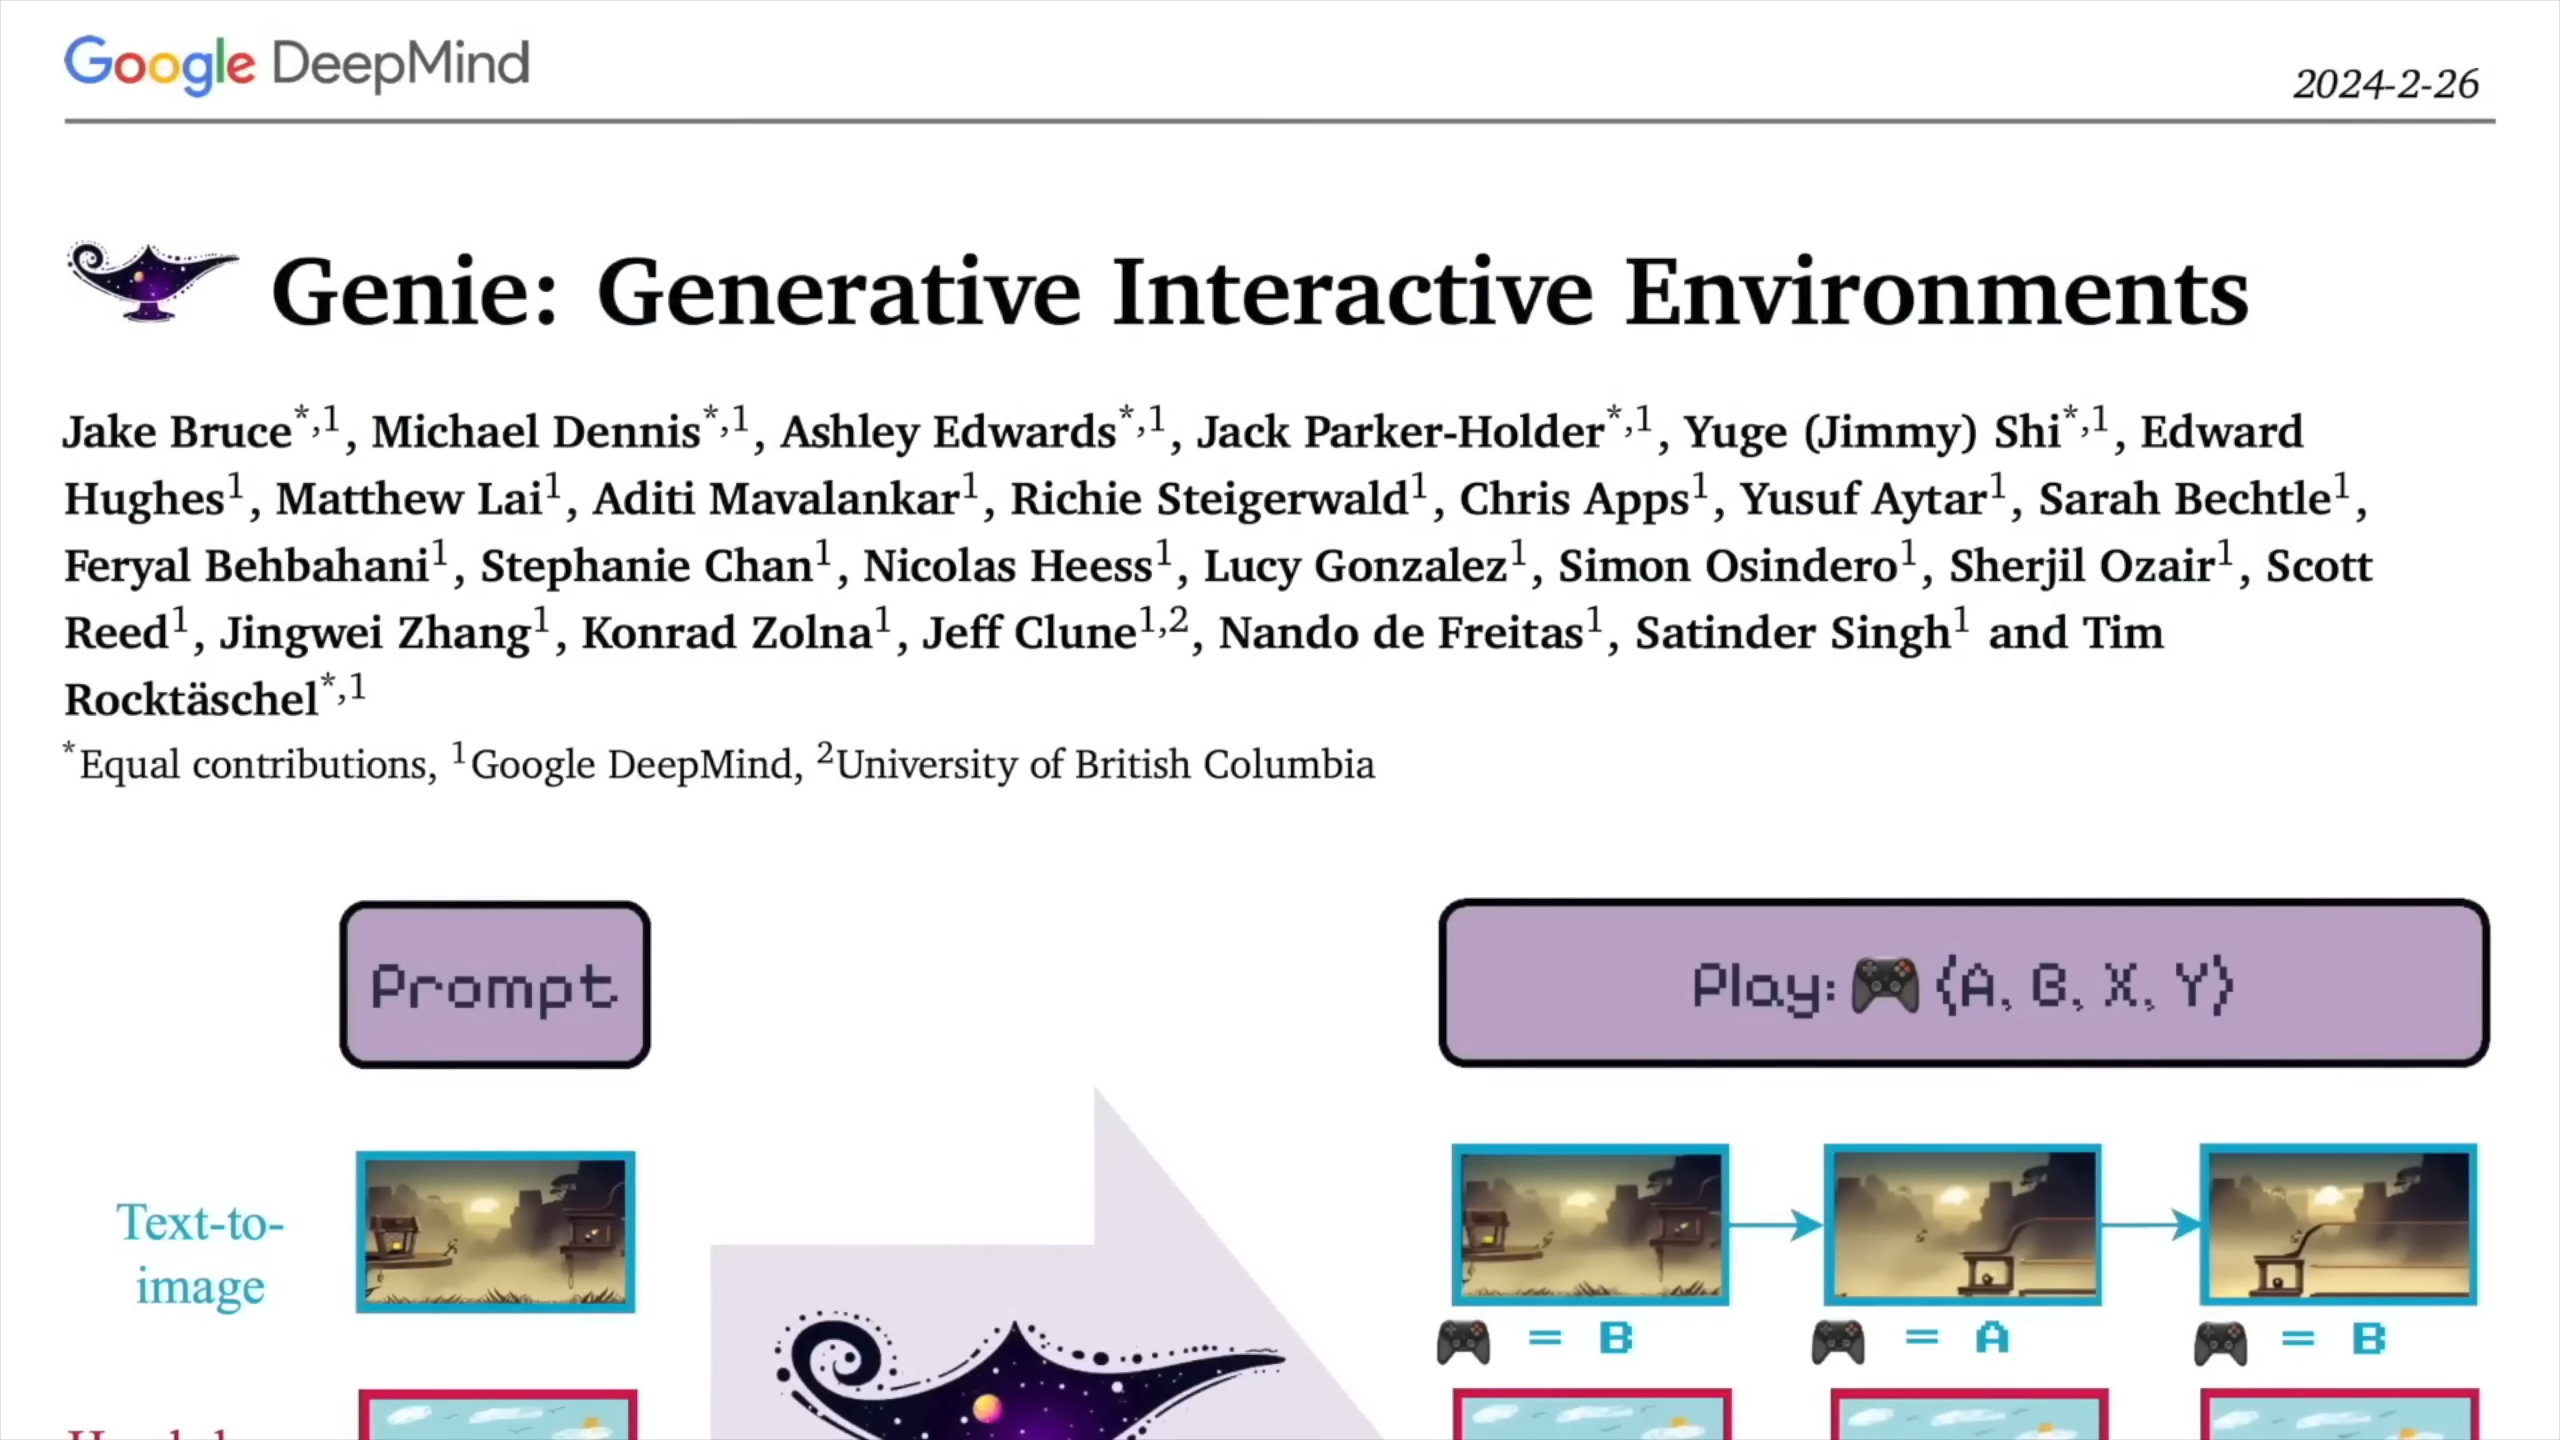 Google DeepMind
2024-2-26
Genie: Generative Interactive Environments
Jake Bruce*,1, Michael Dennis*,1, Ashley Edwards*,1, Jack Parker-Holder*,1, Yuge (Jimmy) Shi*,1, Edward
Hughes1, Matthew Lai1, Aditi Mavalankar1, Richie Steigerwald1, Chris Apps1, Yusuf Aytar1, Sarah Bechtle1,
Feryal Behbahani1, Stephanie Chan1, Nicolas Heess1, Lucy Gonzalez1, Simon Osindero1, Sherjil Ozair1, Scott
Reed1, Jingwei Zhang1, Konrad Zolna1, Jeff Clune1,2, Nando de Freitas1, Satinder Singh1 and Tim
Rocktäschel*,1
*Equal contributions, 1Google DeepMind, 2University of British Columbia
Prompt
Play: {A, B, X, Y}
Text-to-
image
= B
= A
= B